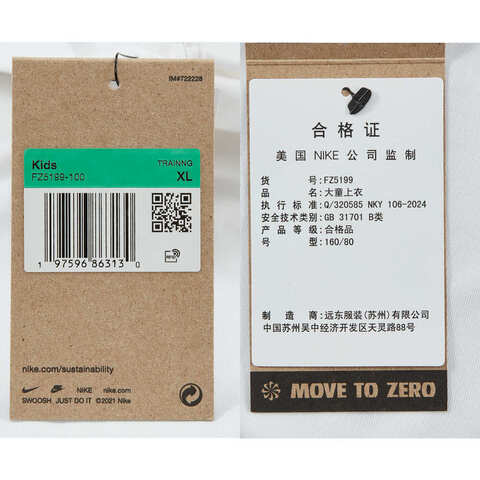 IM#722228
Kids
TRAINNG
FZ5199-100
XL
1 97596 86313 0
RFID
nike.com/sustainability
NIKE nike.com
SWOOSH, JUST DO IT ©2021 Nike
合格证
美国 NIKE 公司监制
货号:FZ5199
品名:大童上衣
执行标准:Q/320585 NKY 106-2024
安全技术类别:GB 31701 B类
产品等级:合格品
号型:160/80
制造商:远东服装(苏州)有限公司
中国苏州吴中经济开发区天灵路88号
MOVE TO ZERO